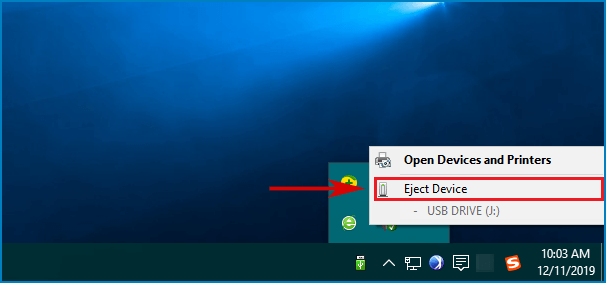 Open Devices and Printers
Eject Device
- USB DRIVE (J:)
10:03 AM
12/11/2019